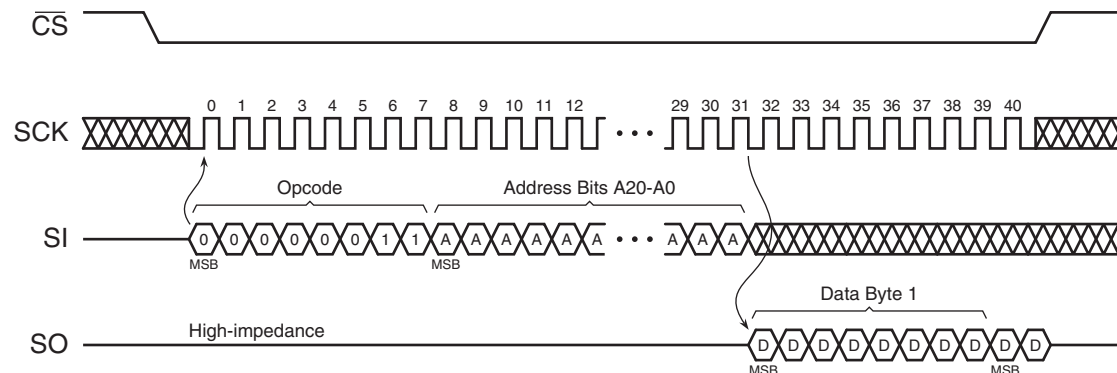 CS
0 1 2 3 4 5 6 7 8 9 10 11 12 29 30 31 32 33 34 35 36 37 38 39 40
SCK
Opcode Address Bits A20-A0
SI 0 0 0 0 0 0 1 1 A A A A A A A A A
MSB MSB
Data Byte 1
High-impedance
SO D D D D D D D D D D
MSB MSB